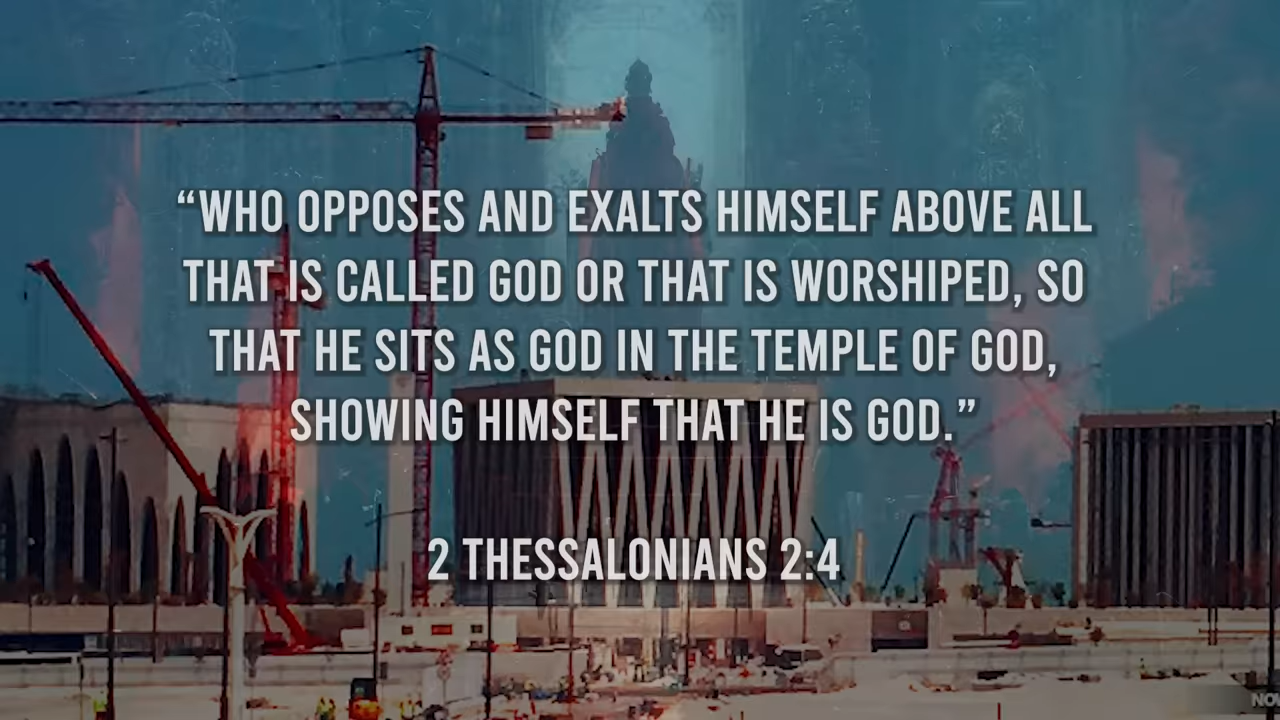 “WHO OPPOSES AND EXALTS HIMSELF ABOVE ALL
THAT IS CALLED GOD OR THAT IS WORSHIPED, SO
THAT HE SITS AS GOD IN THE TEMPLE OF GOD,
SHOWING HIMSELF THAT HE IS GOD.”
2 THESSALONIANS 2:4